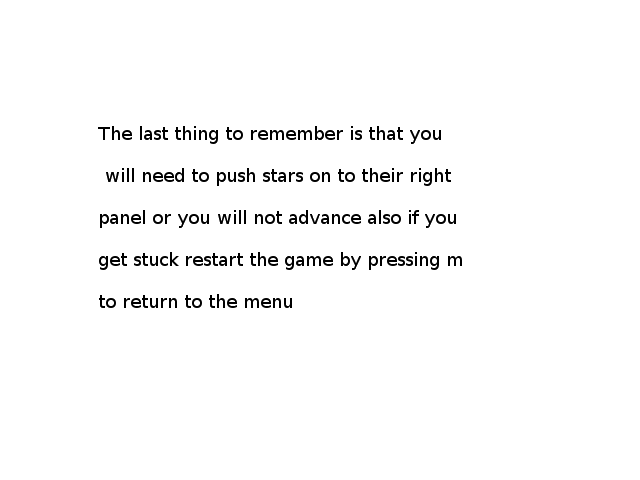 The last thing to remember is that you
will need to push stars on to their right
panel or you will not advance also if you
get stuck restart the game by pressing m
to return to the menu